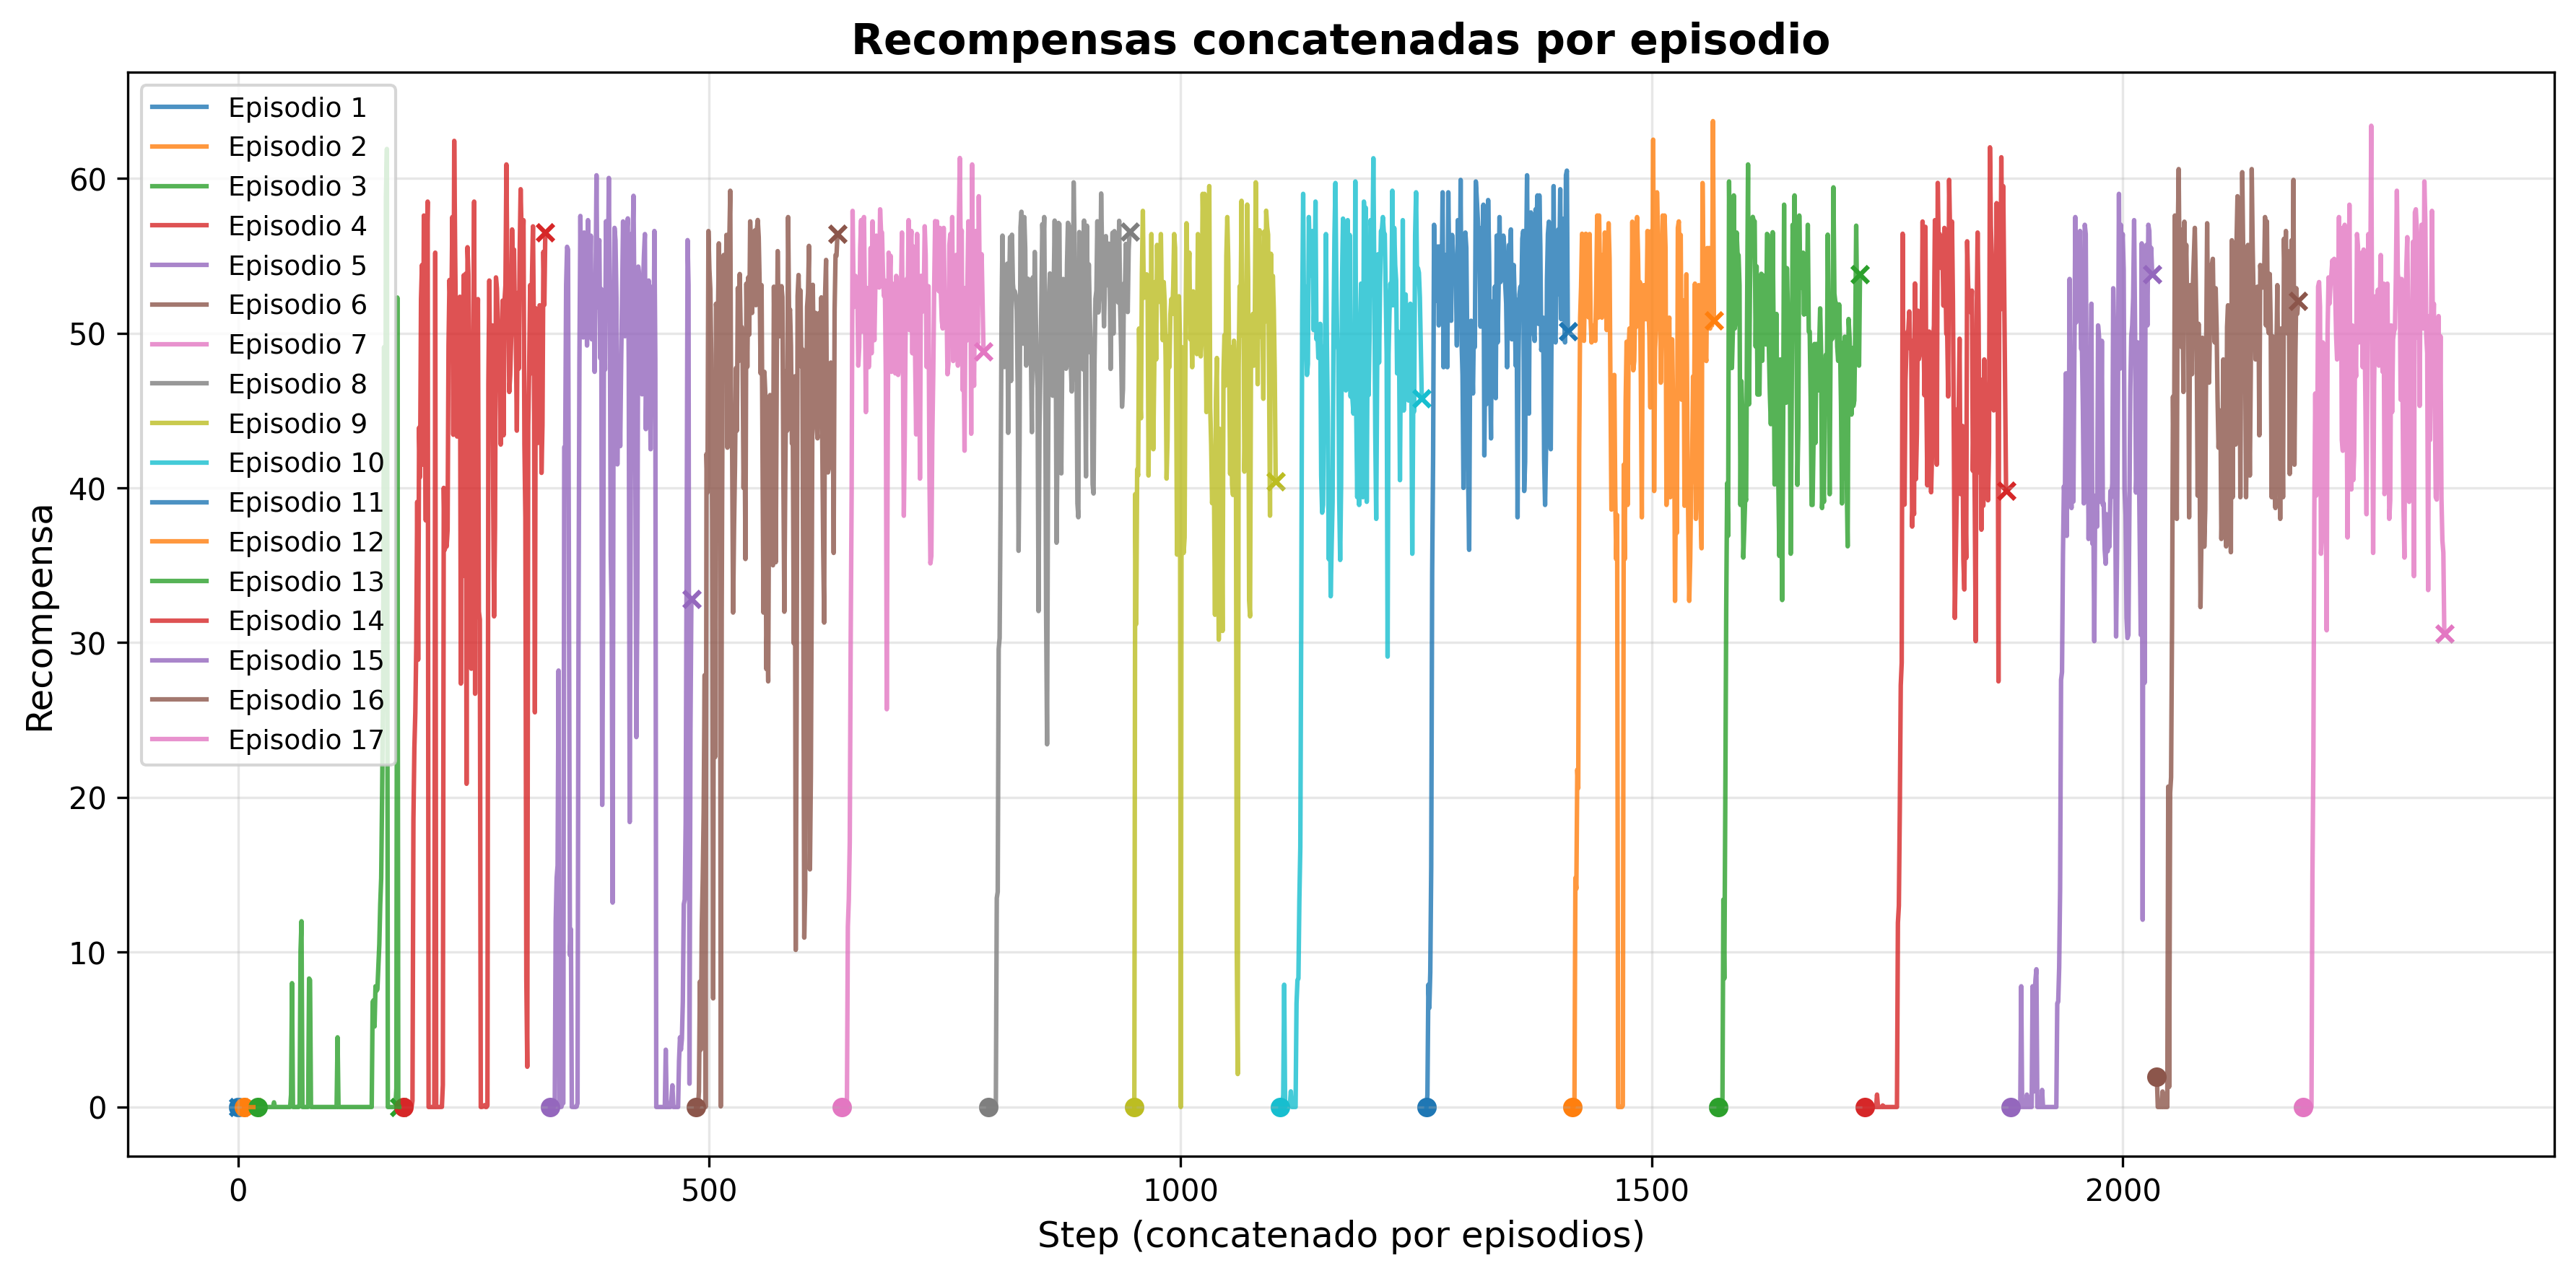 Recompensas concatenadas por episodio
Episodio 1
Episodio 2
Episodio 3
Episodio 4
Episodio 5
Episodio 6
Episodio 7
Episodio 8
Episodio 9
Episodio 10
Episodio 11
Episodio 12
Episodio 13
Episodio 14
Episodio 15
Episodio 16
Episodio 17
Recompensa
60
50
40
30
20
10
0
0 500 1000 1500 2000
Step (concatenado por episodios)